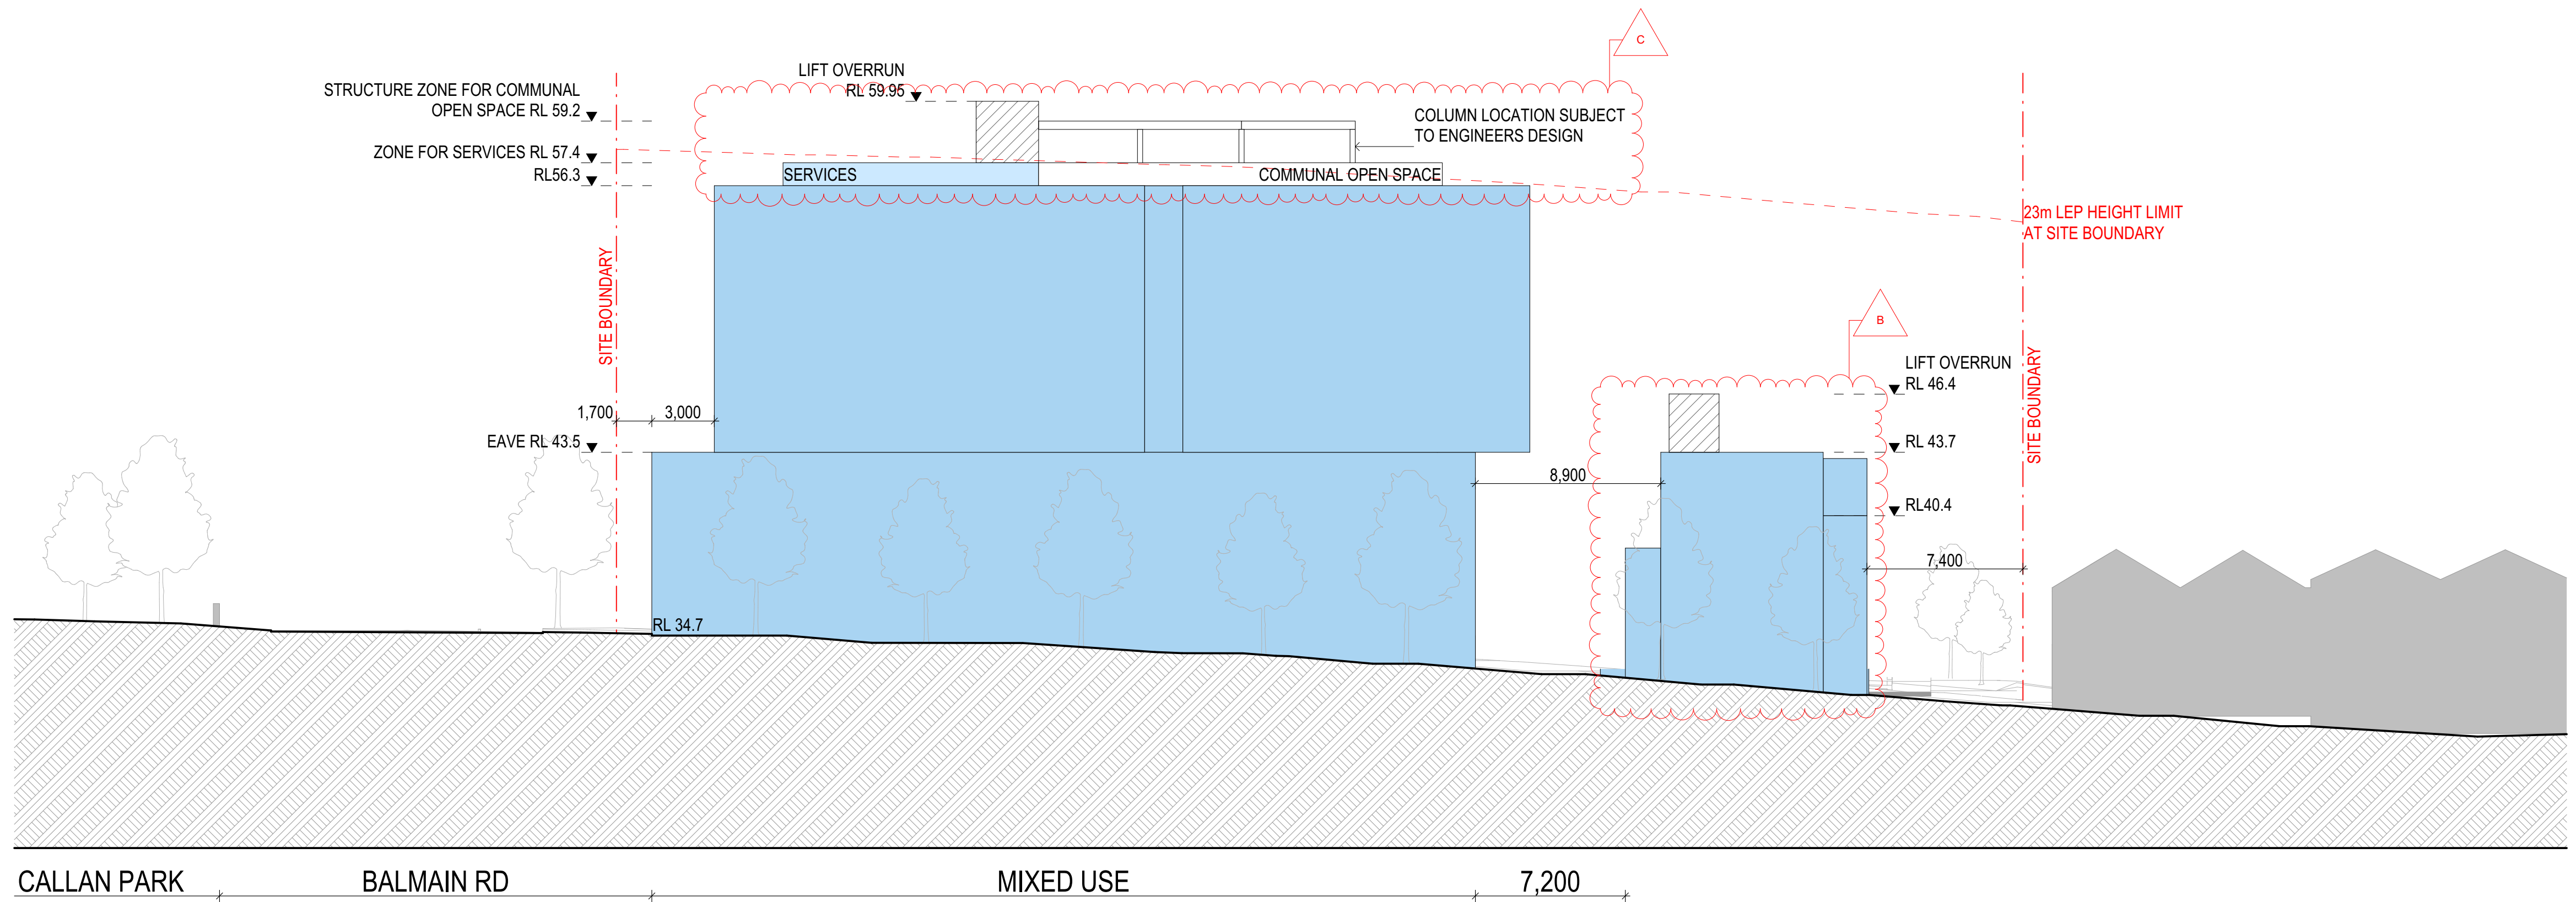 C
LIFT OVERRUN
RL 59.95
STRUCTURE ZONE FOR COMMUNAL
OPEN SPACE RL 59.2
COLUMN LOCATION SUBJECT
TO ENGINEERS DESIGN
ZONE FOR SERVICES RL 57.4
RL56.3
SERVICES
COMMUNAL OPEN SPACE
23m LEP HEIGHT LIMIT
AT SITE BOUNDARY
SITE BOUNDARY
B
LIFT OVERRUN
RL 46.4
SITE BOUNDARY
1,700
3,000
EAVE RL 43.5
RL 43.7
8,900
RL40.4
7,400
RL 34.7
CALLAN PARK
BALMAIN RD
MIXED USE
7,200